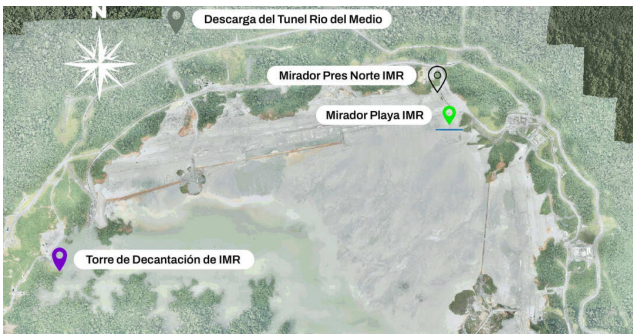 N
Descarga del Tunel Rio del Medio
Mirador Pres Norte IMR
Mirador Playa IMR
Torre de Decantación de IMR